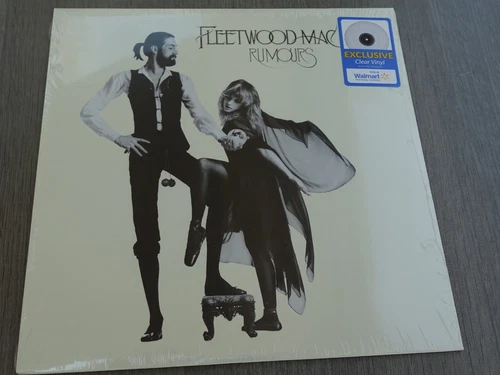 FLEETWOOD MAC
RUMOURS
EXCLUSIVE
Clear Vinyl
Walmart